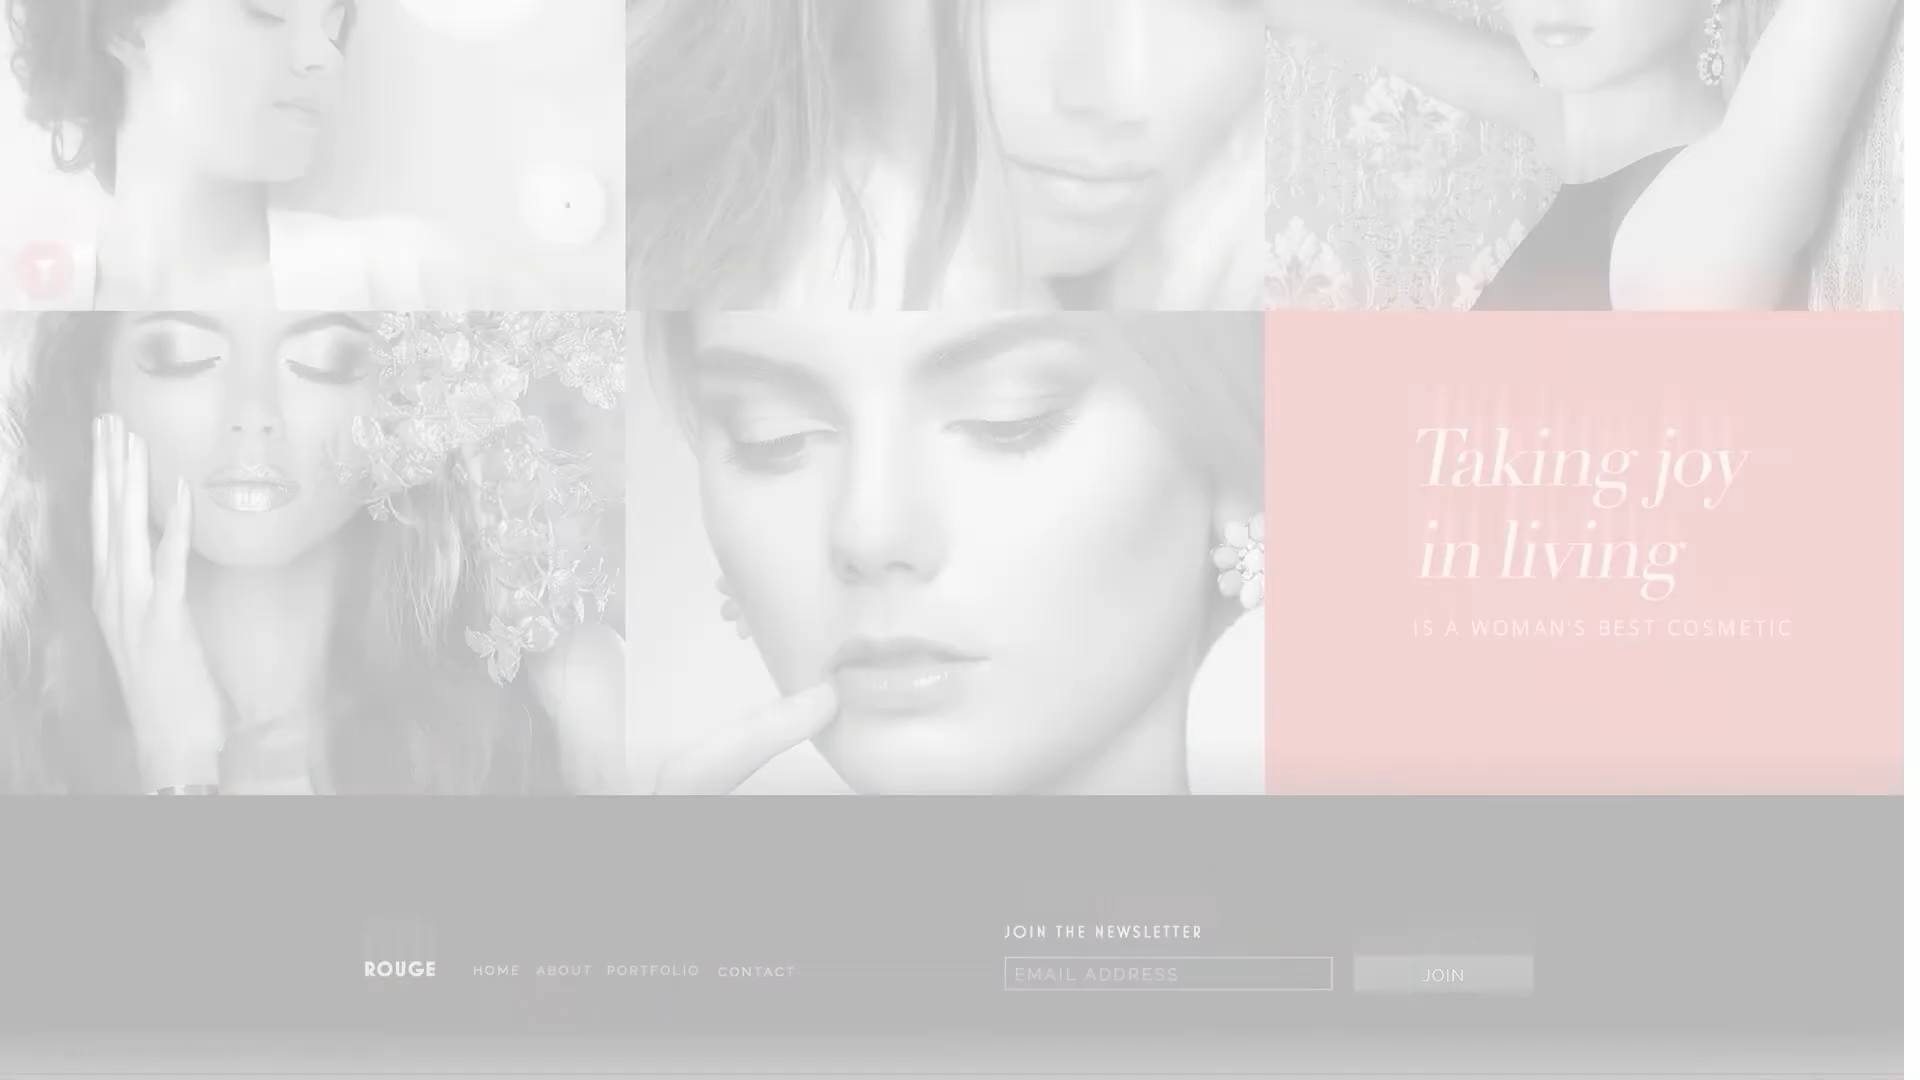 Taking joy
in living
IS A WOMAN'S BEST COSMETIC
JOIN THE NEWSLETTER
ROUGE HOME ABOUT PORTFOLIO CONTACT
EMAIL ADDRESS JOIN